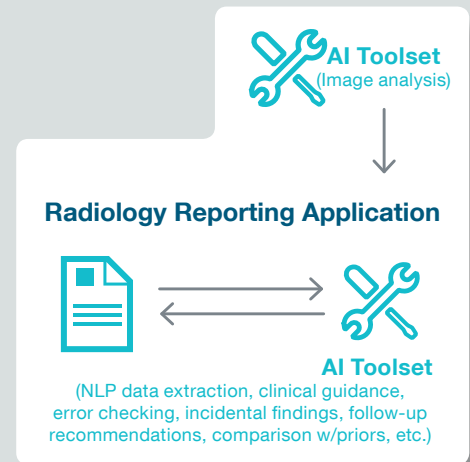 AI Toolset
(Image analysis)
Radiology Reporting Application
AI Toolset
(NLP data extraction, clinical guidance,
error checking, incidental findings, follow-up
recommendations, comparison w/priors, etc.)